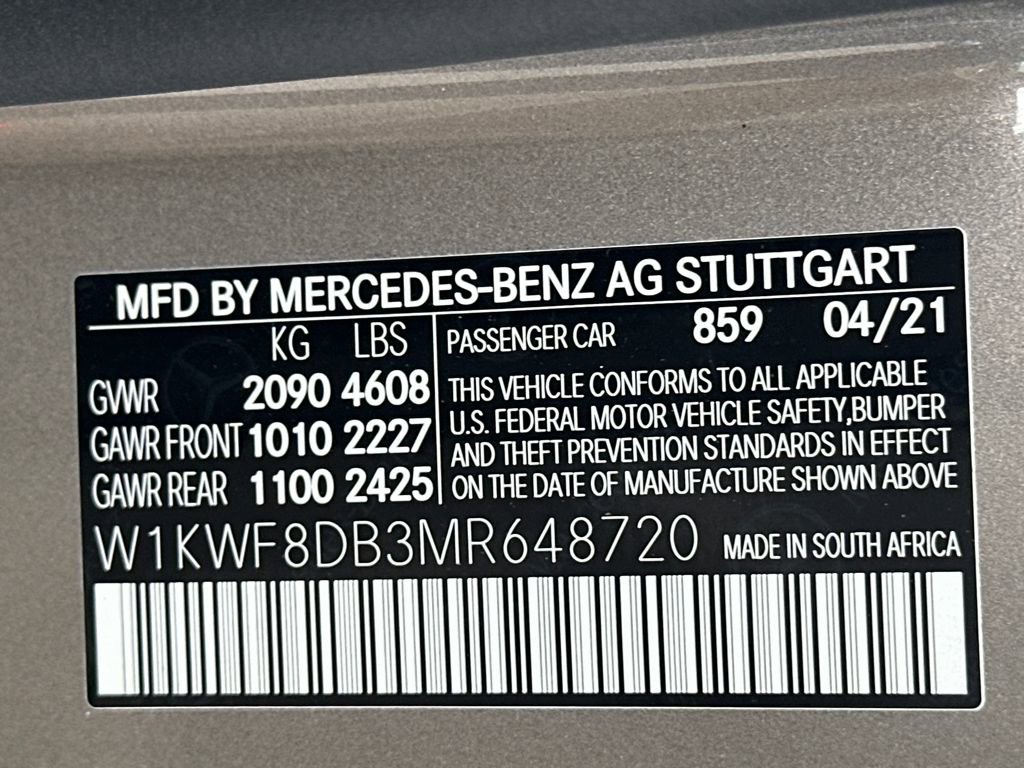 MFD BY MERCEDES-BENZ AG STUTTGART
KG LBS
GVWR 2090 4608
GAWR FRONT 1010 2227
GAWR REAR 1100 2425
PASSENGER CAR 859 04/21
THIS VEHICLE CONFORMS TO ALL APPLICABLE
U.S. FEDERAL MOTOR VEHICLE SAFETY,BUMPER
AND THEFT PREVENTION STANDARDS IN EFFECT
ON THE DATE OF MANUFACTURE SHOWN ABOVE
W1KWF8DB3MR648720 MADE IN SOUTH AFRICA